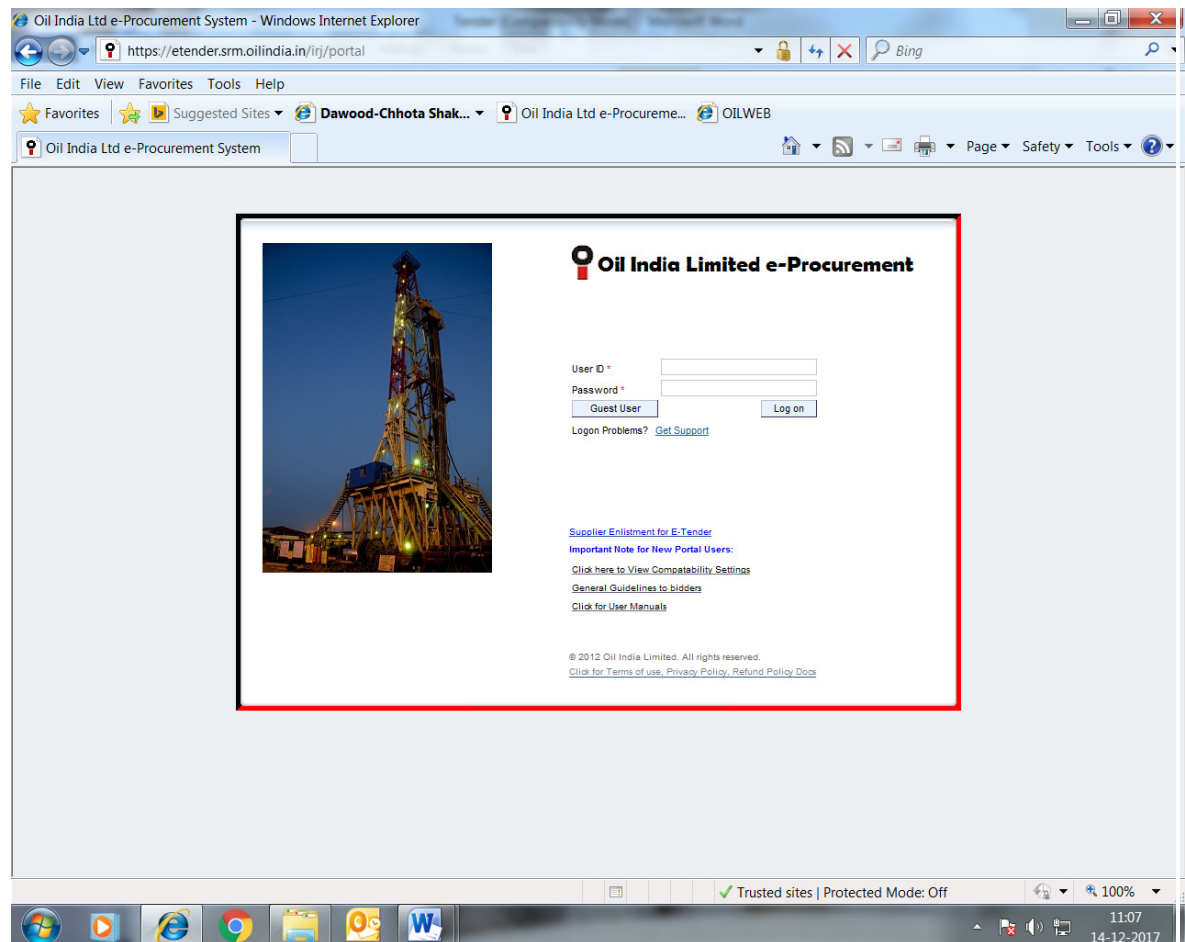 Oil India Ltd e-Procurement System - Windows Internet Explorer
https://etender.srm.oilindia.in/irj/portal
Bing
File Edit View Favorites Tools Help
Favorites Suggested Sites Dawood-Chhota Shak... Oil India Ltd e-Procureme... OILWEB
Oil India Ltd e-Procurement System
Page Safety Tools
Oil India Limited e-Procurement
User ID *
Password *
Guest User Log on
Logon Problems? Get Support
Supplier Enlistment for E-Tender
Important Note for New Portal Users:
Click here to View Compatability Settings
General Guidelines to bidders
Click for User Manuals
© 2012 Oil India Limited. All rights reserved.
Click for Terms of use, Privacy Policy, Refund Policy Docs
Trusted sites | Protected Mode: Off 100%
11:07
14-12-2017